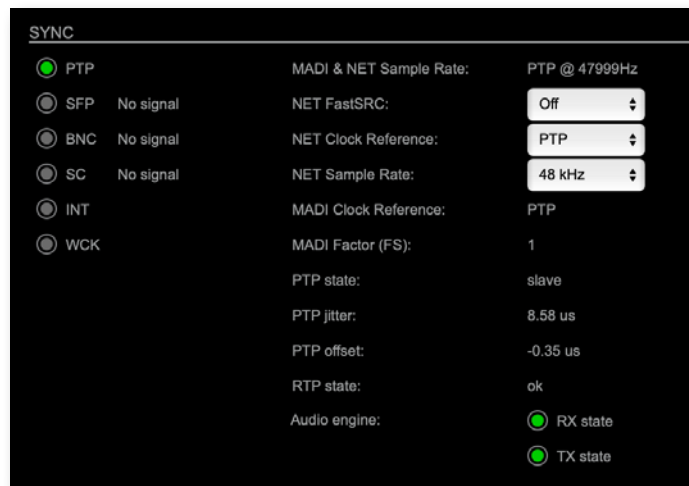 SYNC
PTP MADI & NET Sample Rate: PTP @ 47999Hz
SFP No signal NET FastSRC: Off
BNC No signal NET Clock Reference: PTP
SC No signal NET Sample Rate: 48 kHz
INT MADI Clock Reference: PTP
WCK MADI Factor (FS): 1
PTP state: slave
PTP jitter: 8.58 us
PTP offset: -0.35 us
RTP state: ok
Audio engine: RX state
TX state